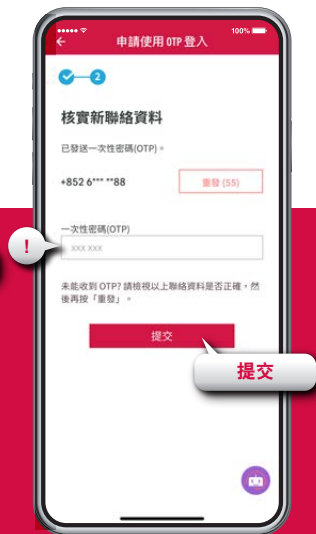 100%
申請使用 OTP 登入
2
核實新聯絡資料
已發送一次性密碼(OTP)。
+852 6*** **88
重發 (55)
一次性密碼(OTP)
!
xxx xxx
未能收到 OTP? 請檢視以上聯絡資料是否正確，然
後再按「重發」。
提交
提交